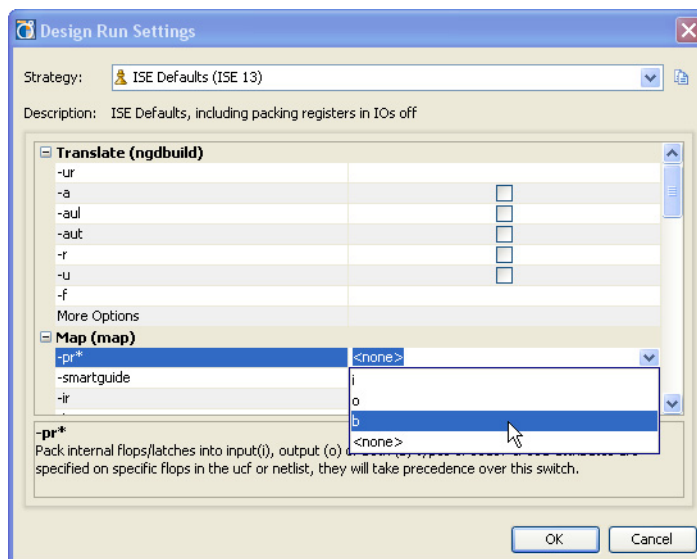 Design Run Settings
Strategy: ISE Defaults (ISE 13)
Description: ISE Defaults, including packing registers in IOs off
Translate (ngdbuild)
-ur
-a
-aul
-aut
-r
-u
-f
More Options
Map (map)
-pr* <none>
-smartguide
-ir
i
o
b
<none>
-pr*
Pack internal flops/latches into input(i), output (o)
specified on specific flops in the ucf or netlist, they will take precedence over this switch.
OK Cancel